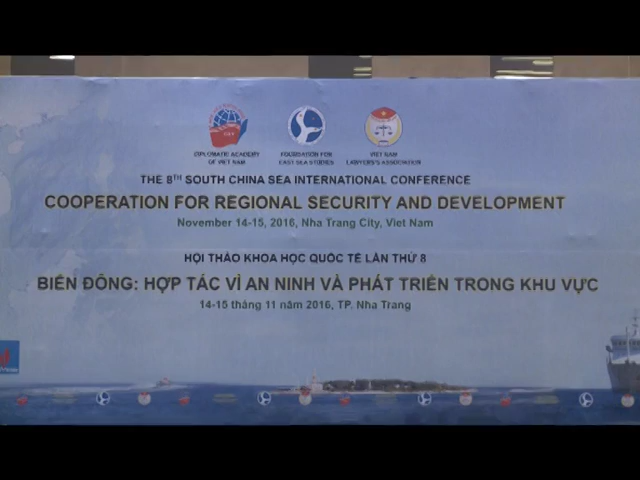 DIPLOMATIC ACADEMY
OF VIET NAM
FOUNDATION FOR
EAST SEA STUDIES
VIET NAM
LAWYERS'S ASSOCIATION
THE 8TH SOUTH CHINA SEA INTERNATIONAL CONFERENCE
COOPERATION FOR REGIONAL SECURITY AND DEVELOPMENT
November 14-15, 2016, Nha Trang City, Viet Nam
HỘI THẢO KHOA HỌC QUỐC TẾ LẦN THỨ 8
BIỂN ĐÔNG: HỢP TÁC VÌ AN NINH VÀ PHÁT TRIỂN TRONG KHU VỰC
14-15 tháng 11 năm 2016, TP. Nha Trang